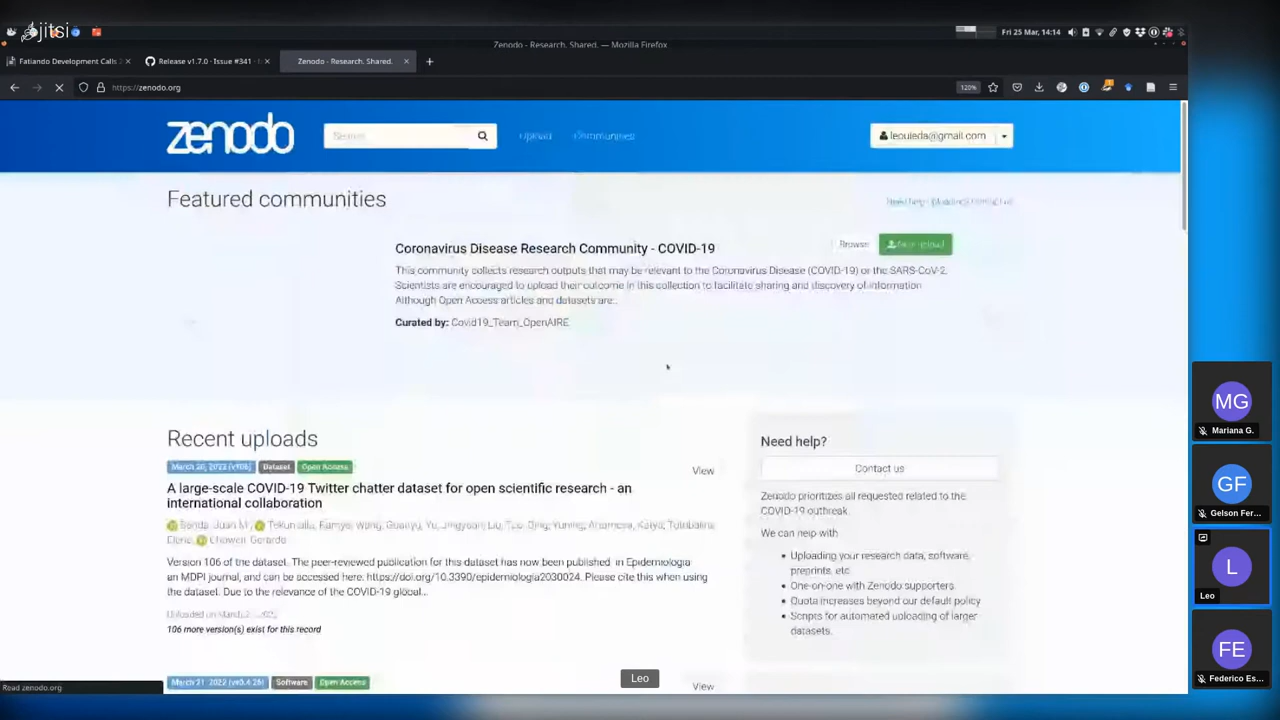 jitsi
Zenodo - Research. Shared. — Mozilla Firefox
Fri 25 Mar, 14:14
Fatiando Development Calls
Release v1.7.0 · Issue #341 ·
Zenodo - Research. Shared.
https://zenodo.org
120%
zenodo
Search
Upload
Communities
leouieda@gmail.com
Featured communities
Coronavirus Disease Research Community - COVID-19
Browse
New upload
This community collects research outputs that may be relevant to the Coronavirus Disease (COVID-19) or the SARS-CoV-2.
Scientists are encouraged to upload their outcome in this collection to facilitate sharing and discovery of information
Although Open Access articles and datasets are..
Curated by: Covid19_Team_OpenAIRE
Recent uploads
Dataset
Open Access
View
A large-scale COVID-19 Twitter chatter dataset for open scientific research - an
international collaboration
Version 106 of the dataset. The peer-reviewed publication for this dataset has now been published in Epidemiologia
an MDPI journal, and can be accessed here: https://doi.org/10.3390/epidemiologia2030024. Please cite this when using
the dataset. Due to the relevance of the COVID-19 global...
Uploaded on
106 more version(s) exist for this record
Software
Open Access
View
Need help?
Contact us
Zenodo prioritizes all requested related to the
COVID-19 outbreak.
We can help with
Uploading your research data, software,
preprints, etc
One-on-one with Zenodo supporters.
Quota increases beyond our default policy
Scripts for automated uploading of larger
datasets.
Read zenodo.org
Leo
MG
Mariana G.
GF
Gelson Fer...
L
Leo
FE
Federico Es...